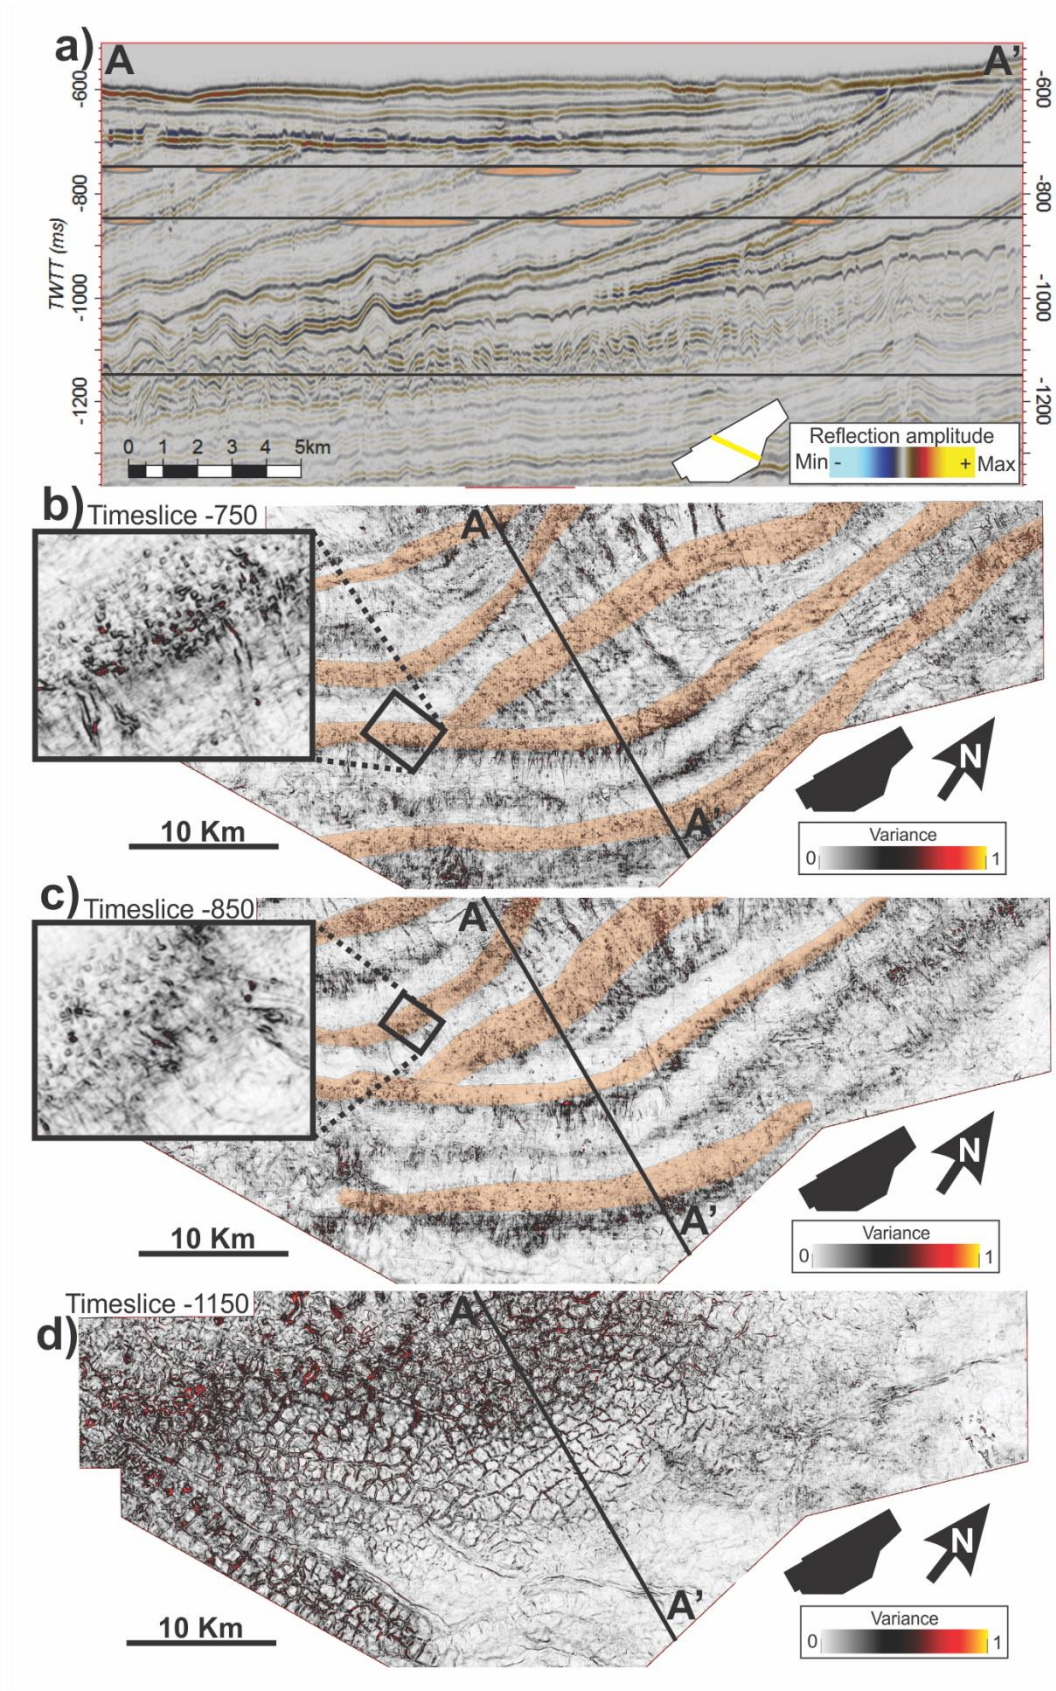 a)
A
A'
-600
-800
-1000
-1200
TWTT (ms)
-600
-800
-1000
-1200
0 1 2 3 4 5km
Reflection amplitude
Min - + Max
b)
Timeslice -750
A
A'
N
10 Km
Variance
0 1
c)
Timeslice -850
A
A'
N
10 Km
Variance
0 1
Timeslice -1150
d)
A
A'
N
10 Km
Variance
0 1